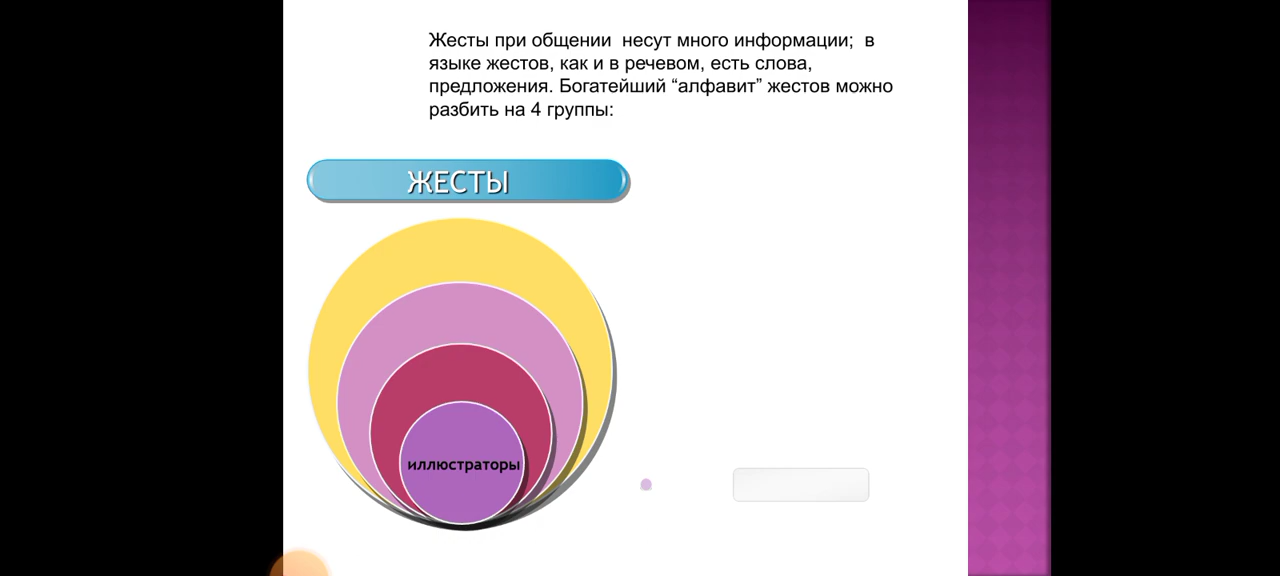 Жесты при общении  несут много информации;  в
языке жестов, как и в речевом, есть слова,
предложения. Богатейший “алфавит” жестов можно
разбить на 4 группы:
ЖЕСТЫ
иллюстраторы